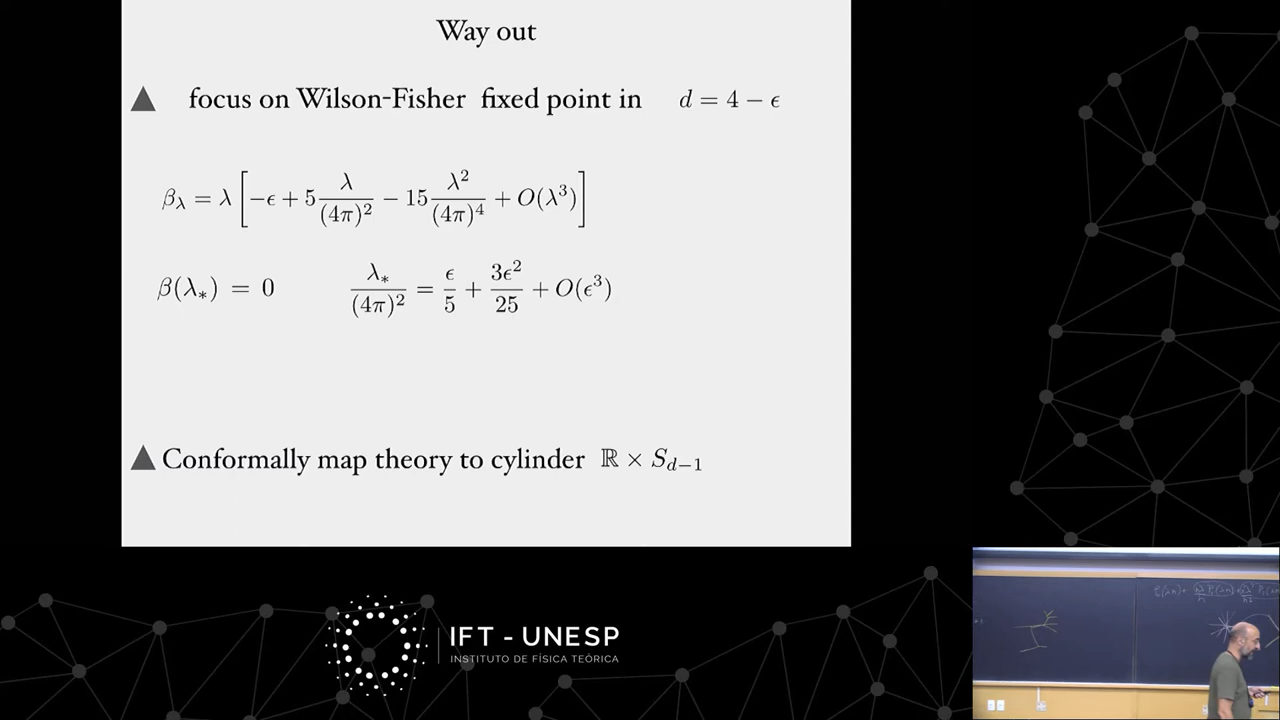 Way out
▲ focus on Wilson-Fisher fixed point in d = 4 − ϵ
β_λ = λ [ −ϵ + 5 λ/(4π)² − 15 λ²/(4π)⁴ + O(λ³) ]
β(λ_*) = 0    λ_*/(4π)² = ϵ/5 + 3ϵ²/25 + O(ϵ³)
▲ Conformally map theory to cylinder ℝ × S_{d−1}
IFT - UNESP
INSTITUTO DE FÍSICA TEÓRICA